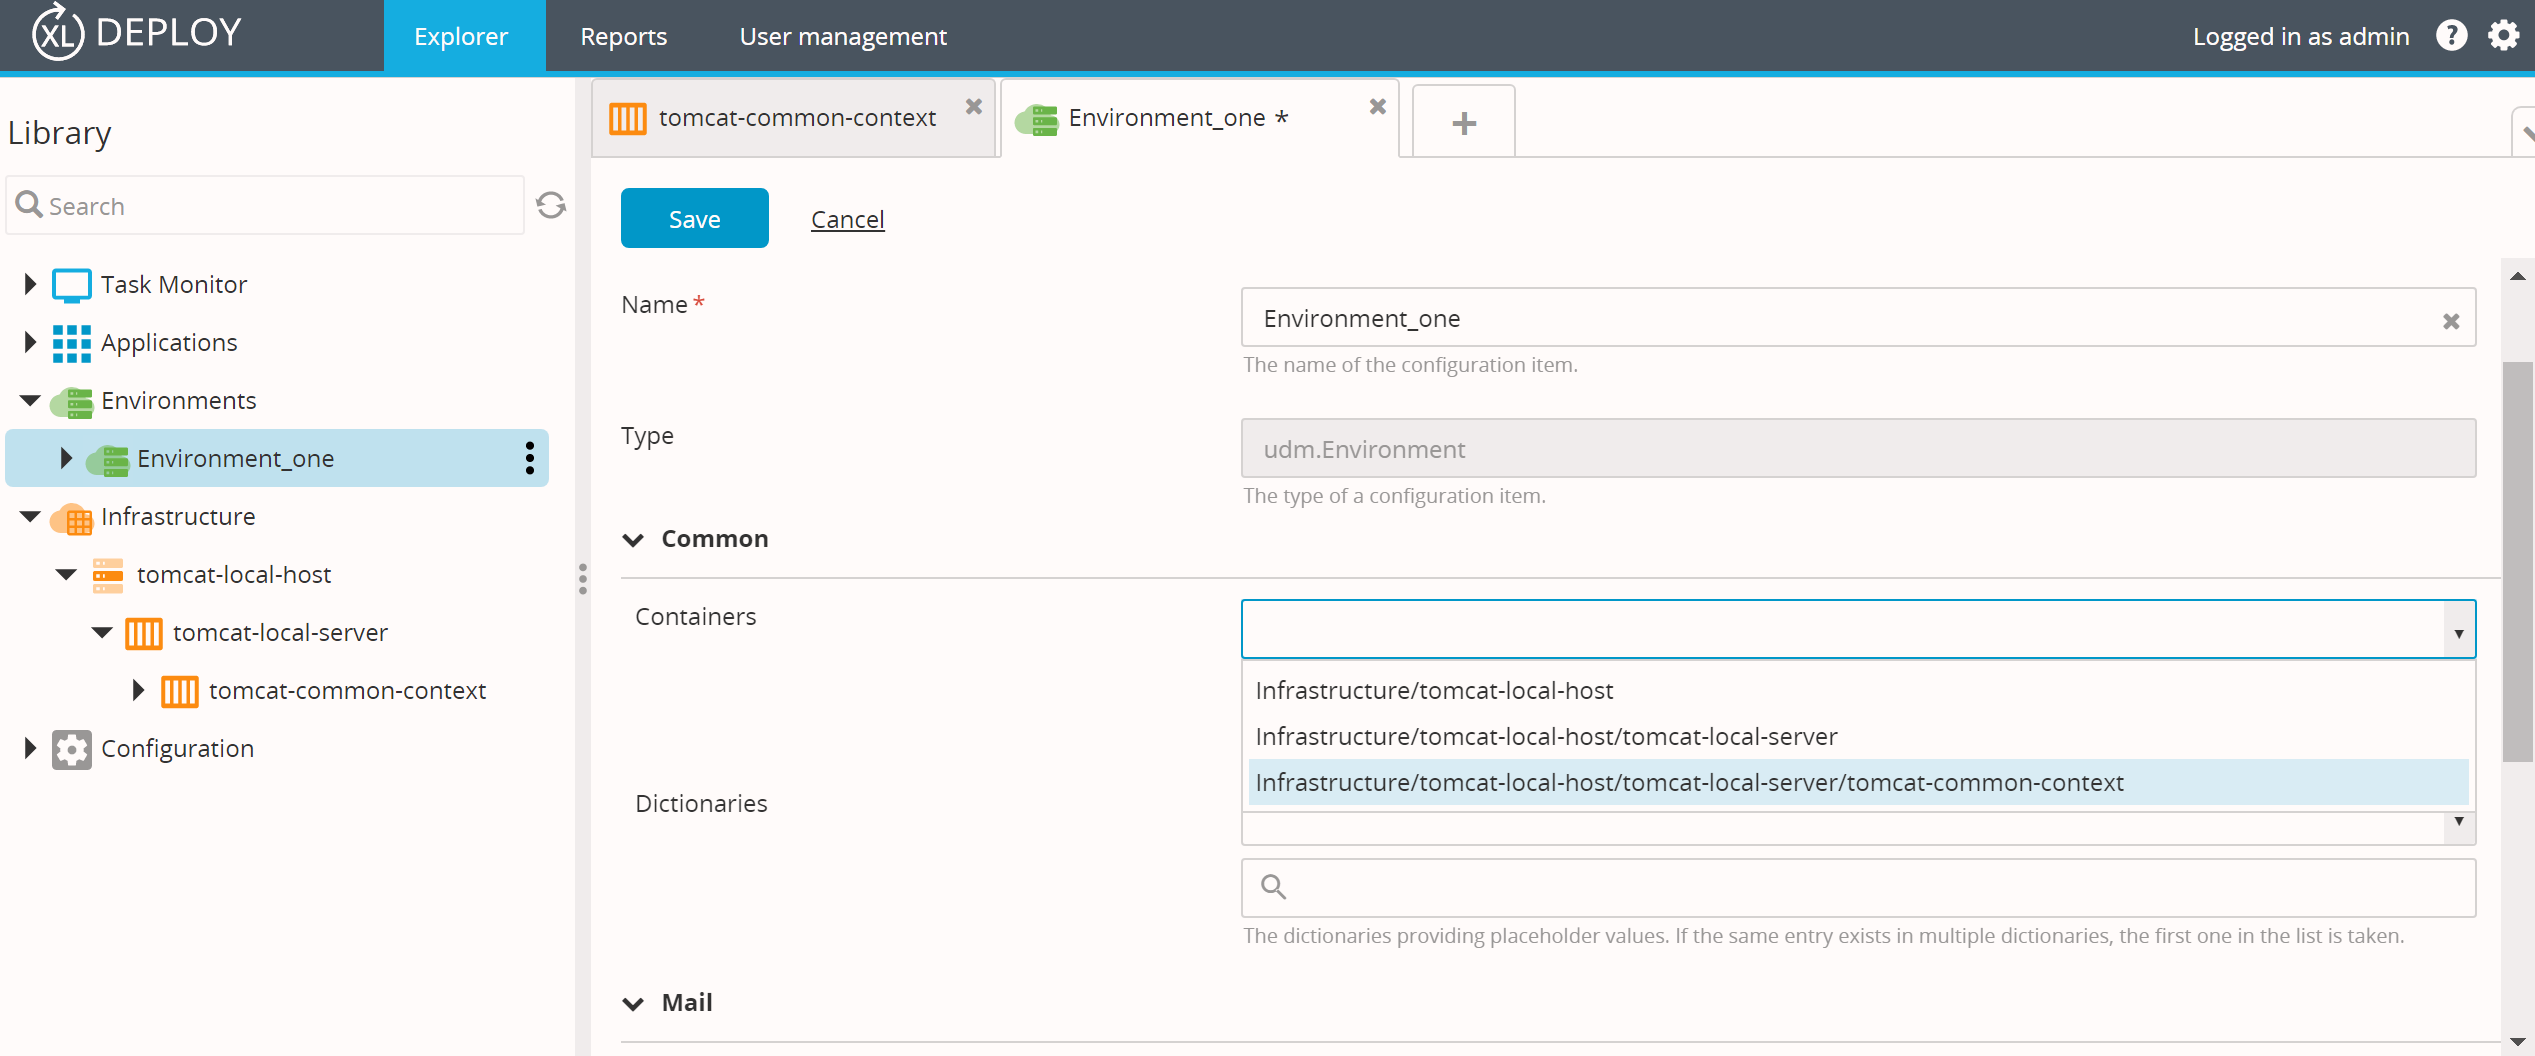 XL DEPLOY
Explorer
Reports
User management
Logged in as admin
?
Library
Search
Task Monitor
Applications
Environments
Environment_one
Infrastructure
tomcat-local-host
tomcat-local-server
tomcat-common-context
Configuration
tomcat-common-context
Environment_one *
+
Save
Cancel
Name *
Environment_one
The name of the configuration item.
Type
udm.Environment
The type of a configuration item.
Common
Containers
Infrastructure/tomcat-local-host
Infrastructure/tomcat-local-host/tomcat-local-server
Infrastructure/tomcat-local-host/tomcat-local-server/tomcat-common-context
Dictionaries
The dictionaries providing placeholder values. If the same entry exists in multiple dictionaries, the first one in the list is taken.
Mail